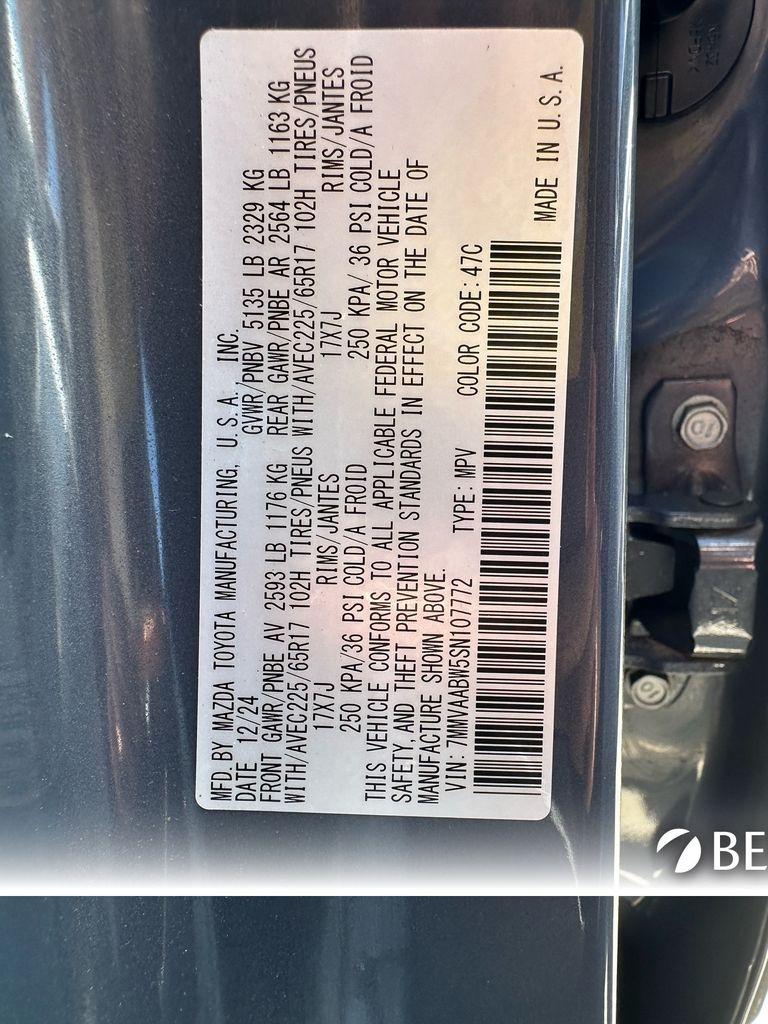 MFD. BY MAZDA TOYOTA MANUFACTURING, U. S. A., INC.
DATE 12/24 GVWR/PNBV 5135 LB 2329 KG
FRONT GAWR/PNBE AV 2593 LB 1176 KG REAR GAWR/PNBE AR 2564 LB 1163 KG
WITH/AVEC225/65R17 102H TIRES/PNEUS WITH/AVEC225/65R17 102H TIRES/PNEUS
17X7J RIMS/JANTES 17X7J RIMS/JANTES
250 KPA/36 PSI COLD/A FROID 250 KPA/ 36 PSI COLD/A FROID
THIS VEHICLE CONFORMS TO ALL APPLICABLE FEDERAL MOTOR VEHICLE
SAFETY, AND THEFT PREVENTION STANDARDS IN EFFECT ON THE DATE OF
MANUFACTURE SHOWN ABOVE.
VIN: 7MMVAABW5SN107772 TYPE: MPV COLOR CODE: 47C
MADE IN U. S. A.
BE